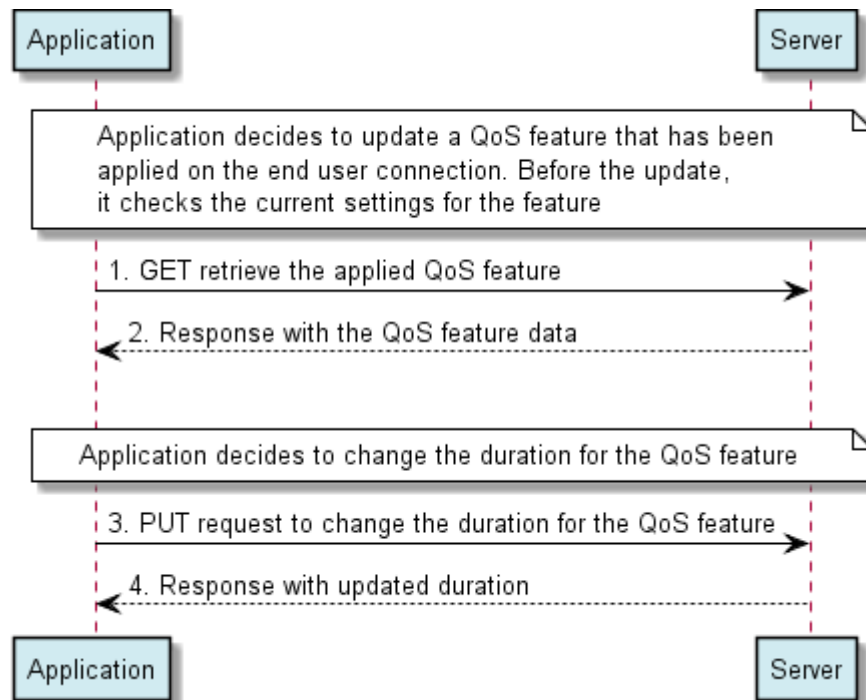 Application
Server
Application decides to update a QoS feature that has been
applied on the end user connection. Before the update,
it checks the current settings for the feature
1. GET retrieve the applied QoS feature
2. Response with the QoS feature data
Application decides to change the duration for the QoS feature
3. PUT request to change the duration for the QoS feature
4. Response with updated duration
Application
Server